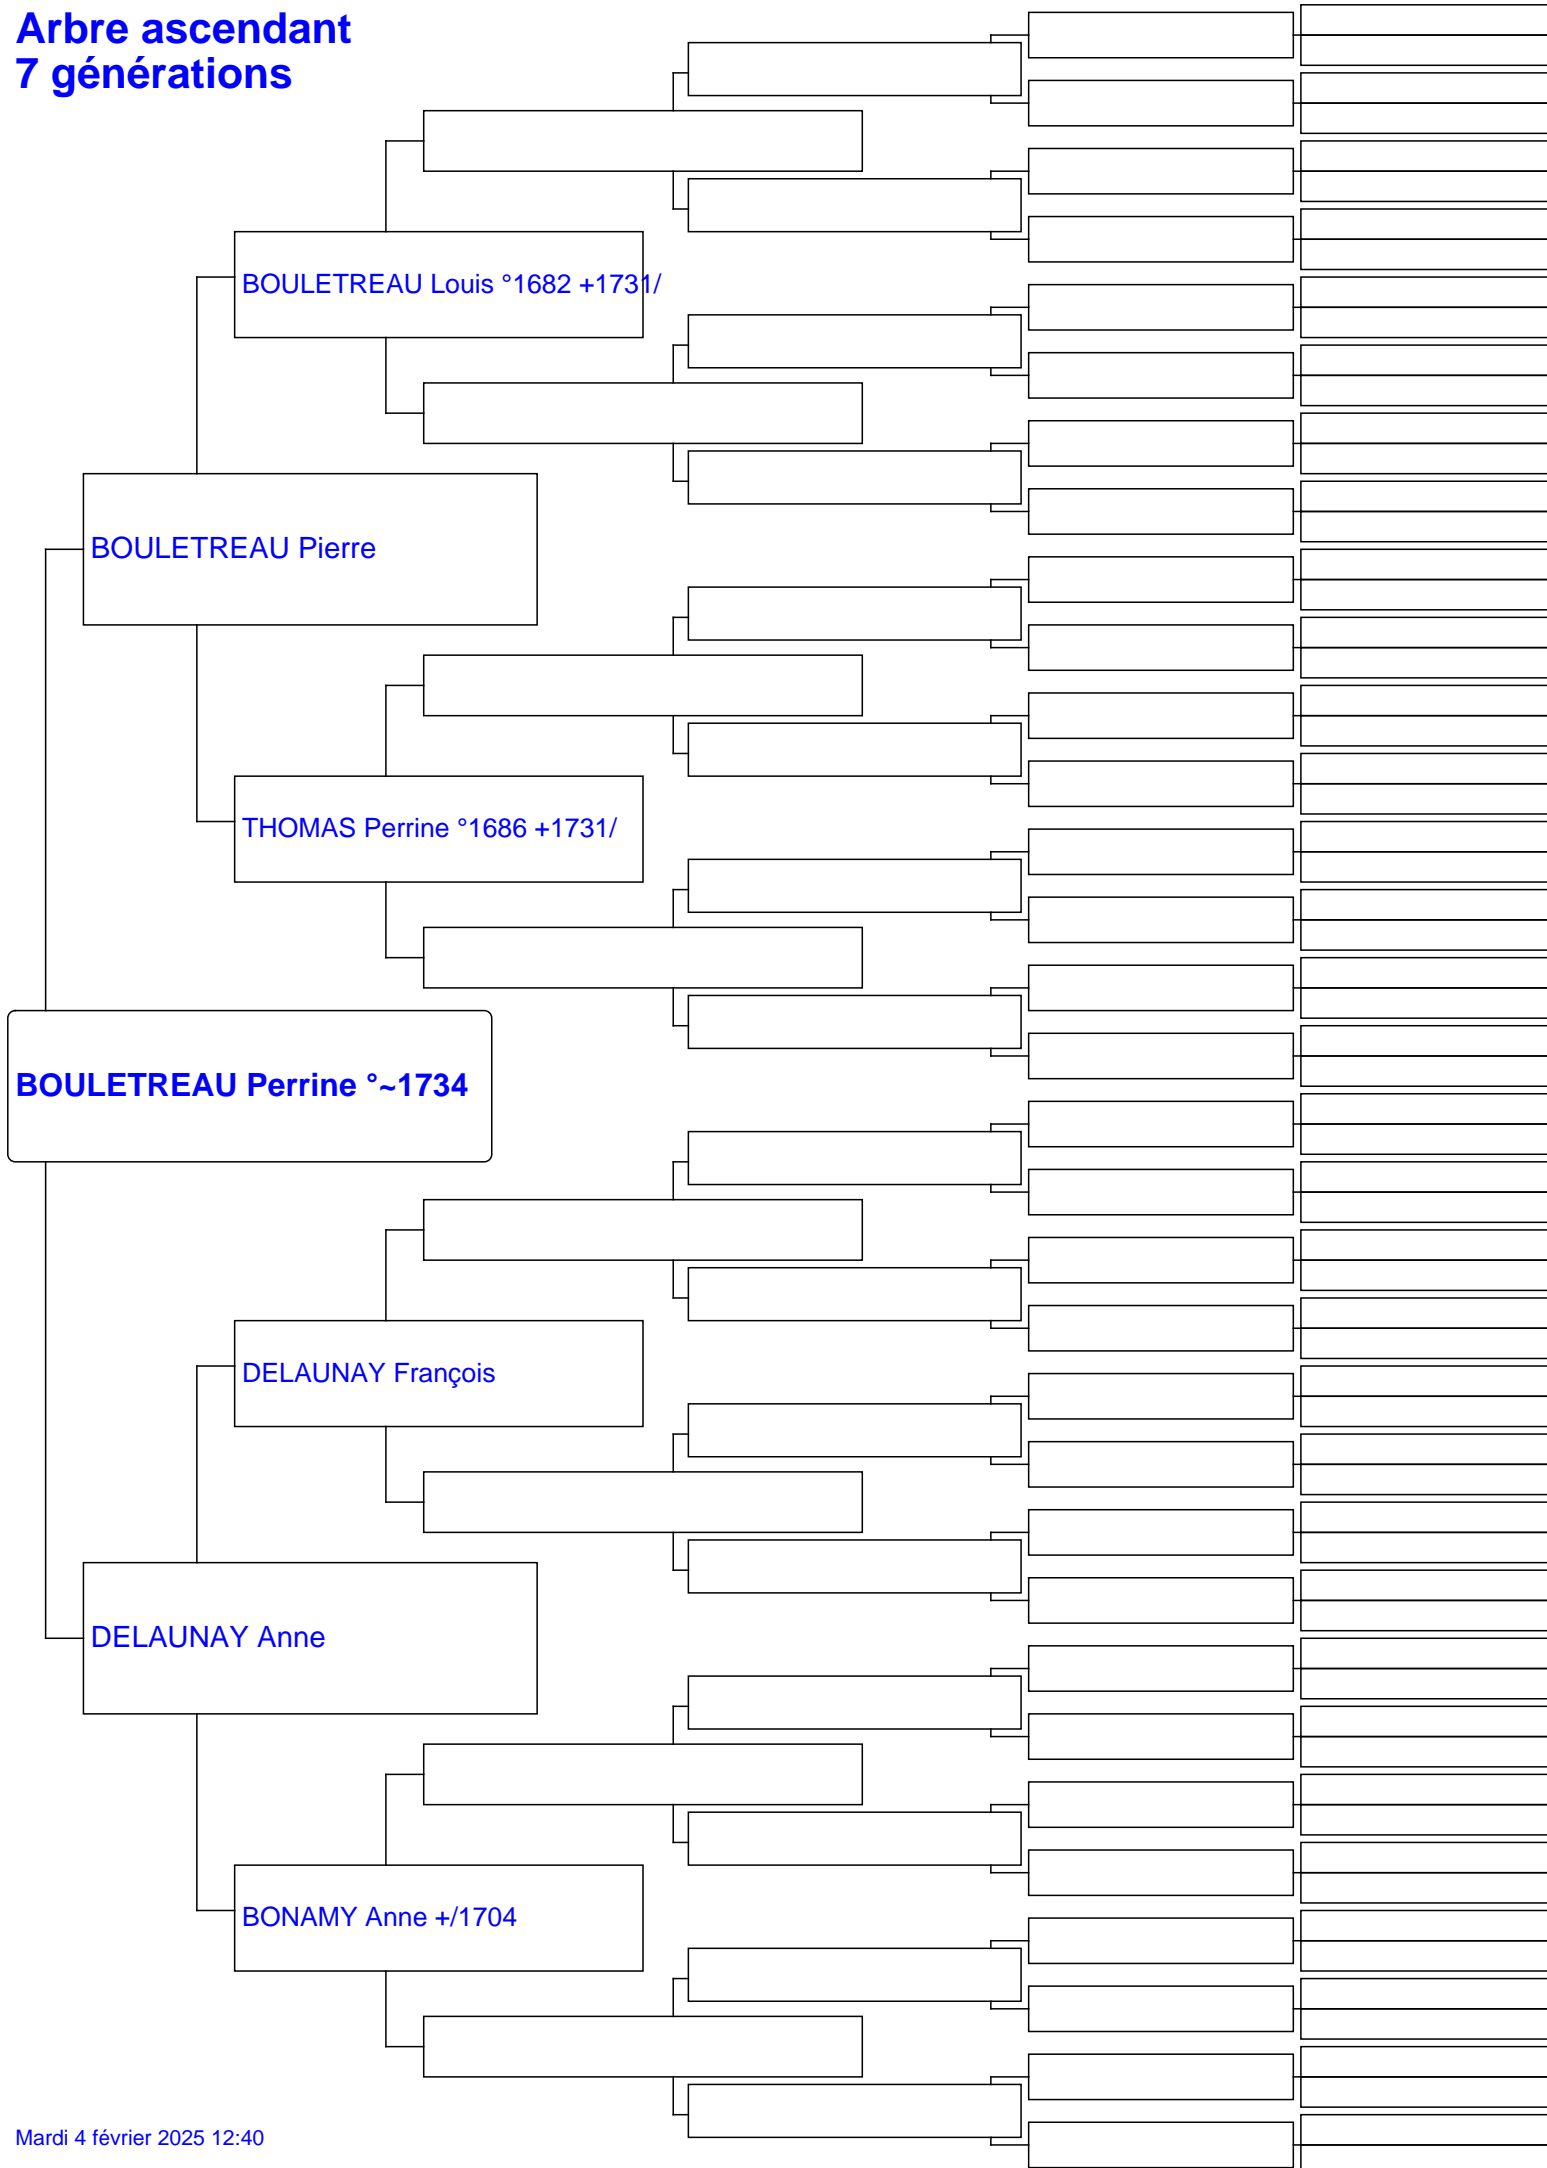 Arbre ascendant
7 générations
BOULETREAU Louis °1682 +1731/
BOULETREAU Pierre
THOMAS Perrine °1686 +1731/
BOULETREAU Perrine °~1734
DELAUNAY François
DELAUNAY Anne
BONAMY Anne +/1704
Mardi 4 février 2025 12:40